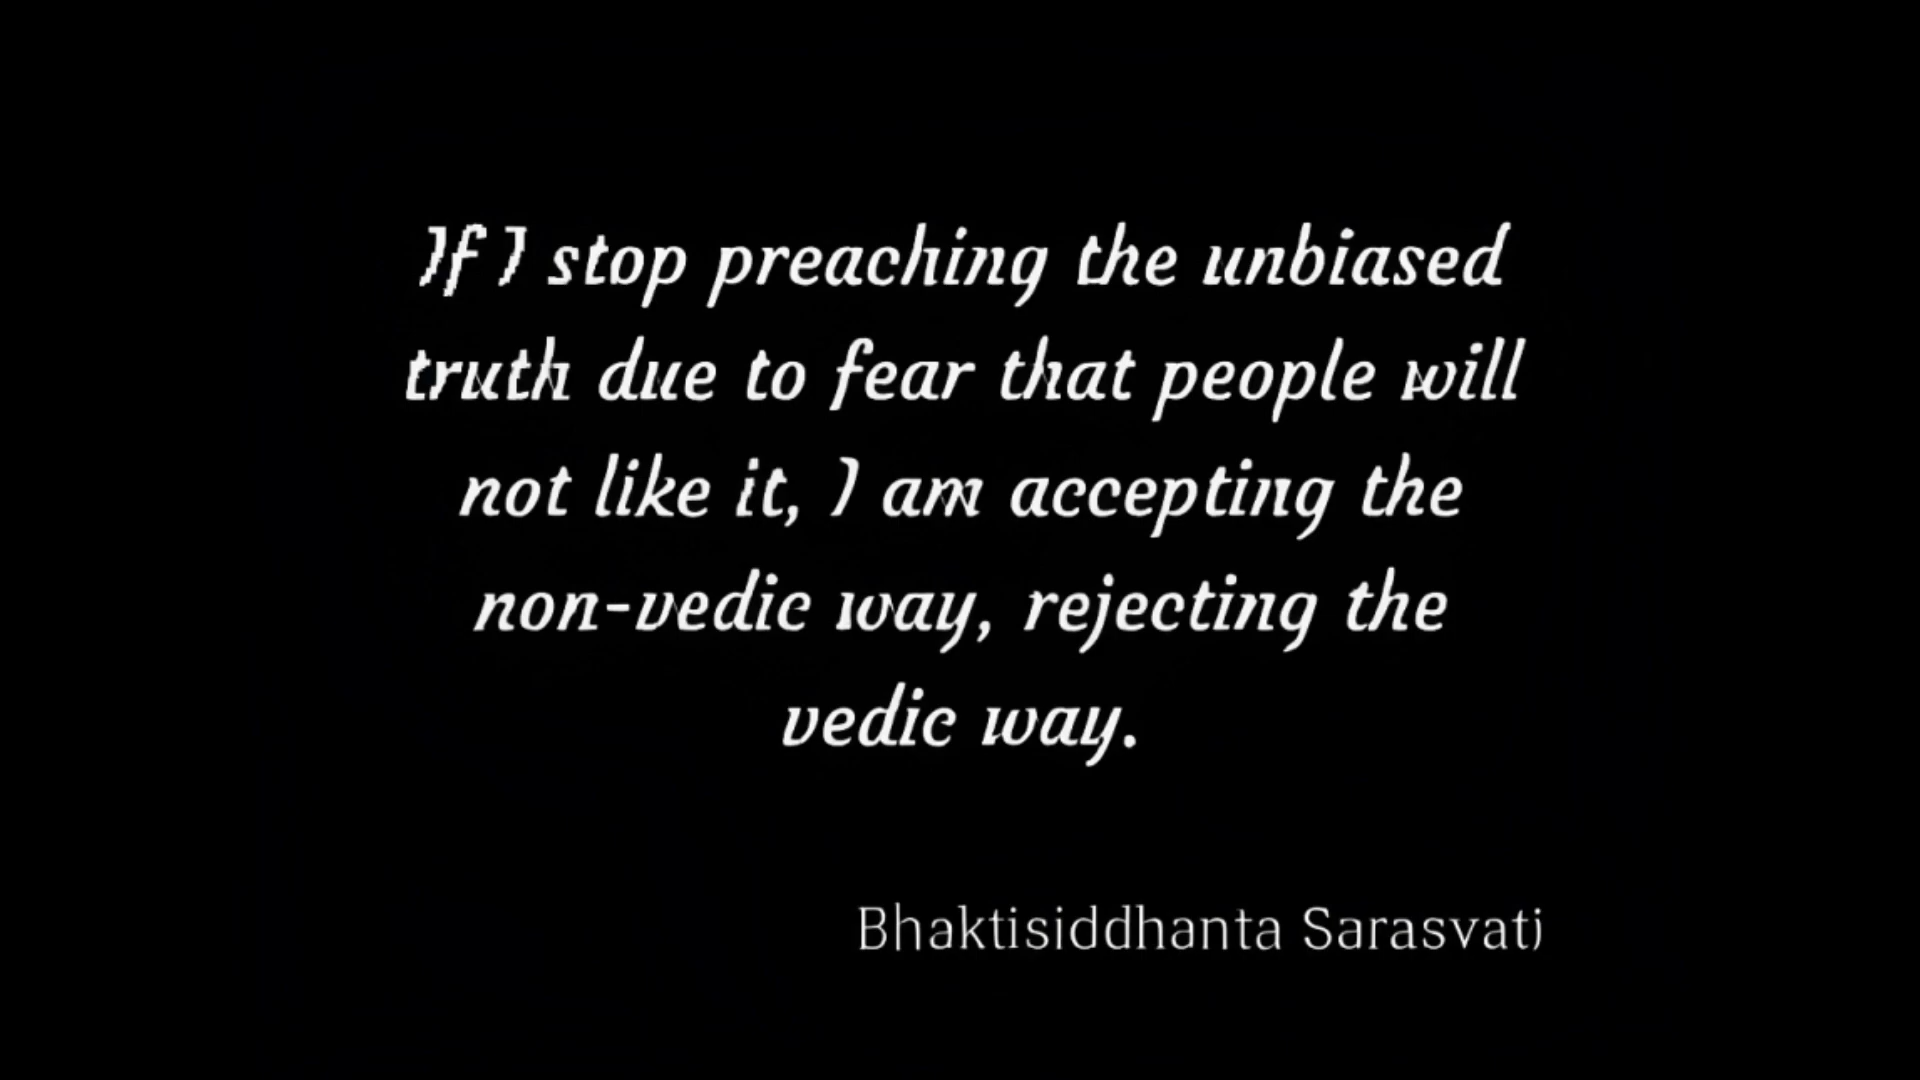 If I stop preaching the unbiased
truth due to fear that people will
not like it, I am accepting the
non-vedic way, rejecting the
vedic way.
Bhaktisiddhanta Sarasvati